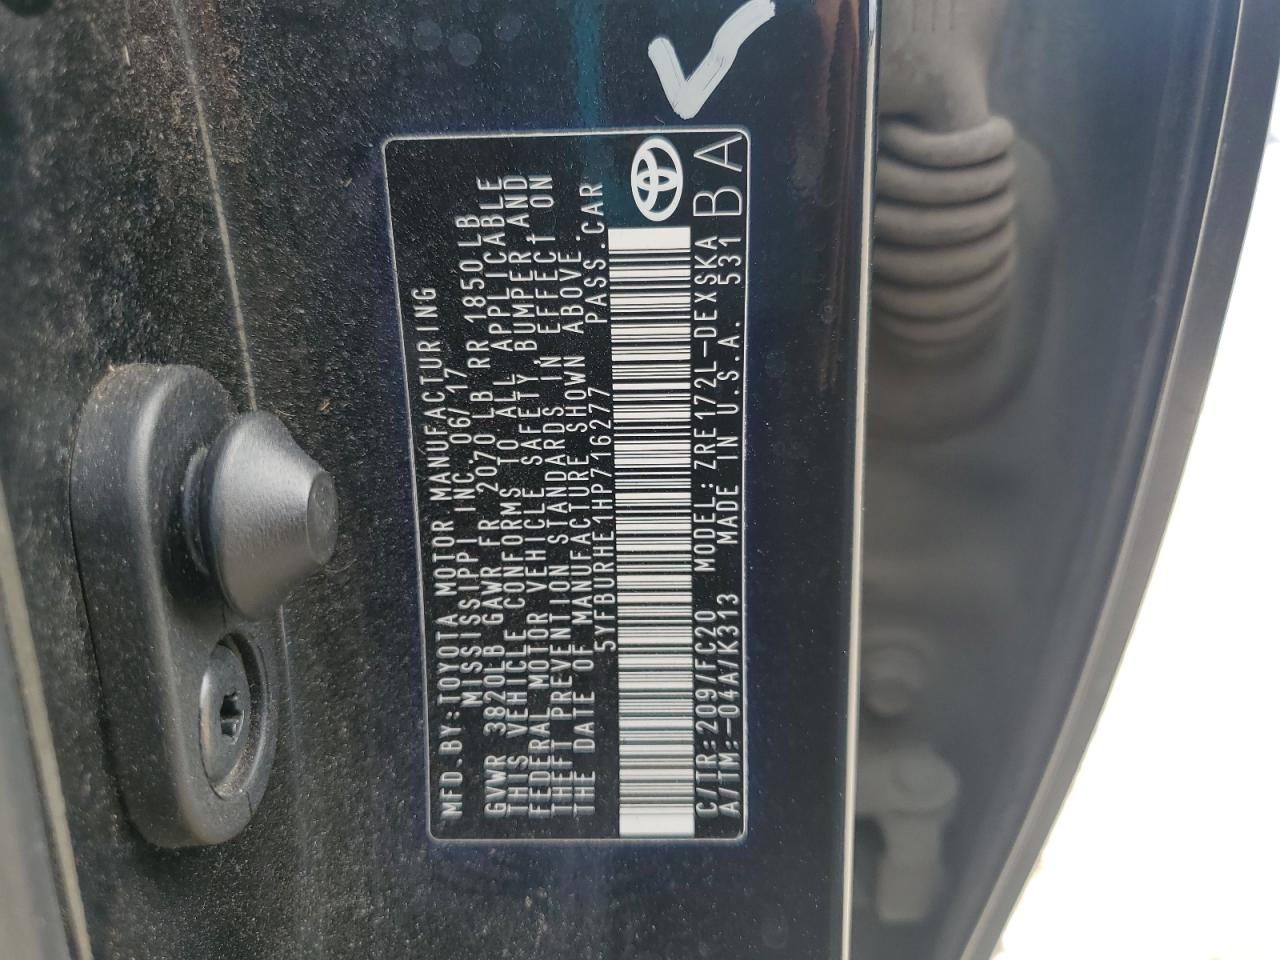 MFD.BY:TOYOTA MOTOR MANUFACTURING
MISSISSIPPI INC. 06/17
GVWR 3820LB GAWR FR 2070 LB RR 1850 LB
THIS VEHICLE CONFORMS TO ALL APPLICABLE
FEDERAL MOTOR VEHICLE SAFETY,BUMPER,AND
THEFT PREVENTION STANDARDS IN EFFECT ON
THE DATE OF MANUFACTURE SHOWN ABOVE.
5YFBURHE1HP716277 PASS.CAR
C/TR:209/FC20 MODEL:ZRE172L-DEXSKA
A/TM:-04A/K313 MADE IN U.S.A. 531
BA